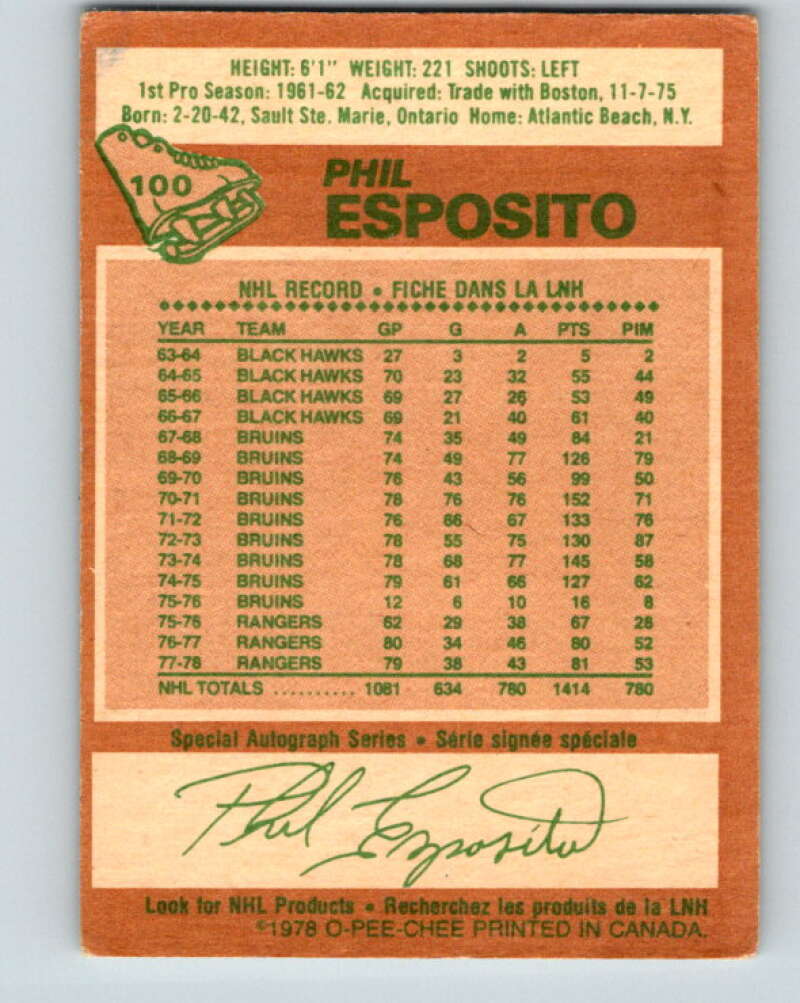 HEIGHT: 6'1" WEIGHT: 221 SHOOTS: LEFT
1st Pro Season: 1961-62 Acquired: Trade with Boston, 11-7-75
Born: 2-20-42, Sault Ste. Marie, Ontario Home: Atlantic Beach, N.Y.
100
PHIL
ESPOSITO
NHL RECORD • FICHE DANS LA LNH
YEAR TEAM GP G A PTS PIM
63-64 BLACK HAWKS 27 3 2 5 2
64-65 BLACK HAWKS 70 23 32 55 44
65-66 BLACK HAWKS 69 27 26 53 49
66-67 BLACK HAWKS 69 21 40 61 40
67-68 BRUINS 74 35 49 84 21
68-69 BRUINS 74 49 77 126 79
69-70 BRUINS 76 43 56 99 50
70-71 BRUINS 78 76 76 152 71
71-72 BRUINS 76 66 67 133 76
72-73 BRUINS 78 55 75 130 87
73-74 BRUINS 78 68 77 145 58
74-75 BRUINS 79 61 66 127 62
75-76 BRUINS 12 6 10 16 8
75-76 RANGERS 62 29 38 67 28
76-77 RANGERS 80 34 46 80 52
77-78 RANGERS 79 38 43 81 53
NHL TOTALS .......... 1081 634 780 1414 780
Special Autograph Series • Série signée spéciale
Phil Esposito
Look for NHL Products • Recherchez les produits de la LNH
©1978 O-PEE-CHEE PRINTED IN CANADA.